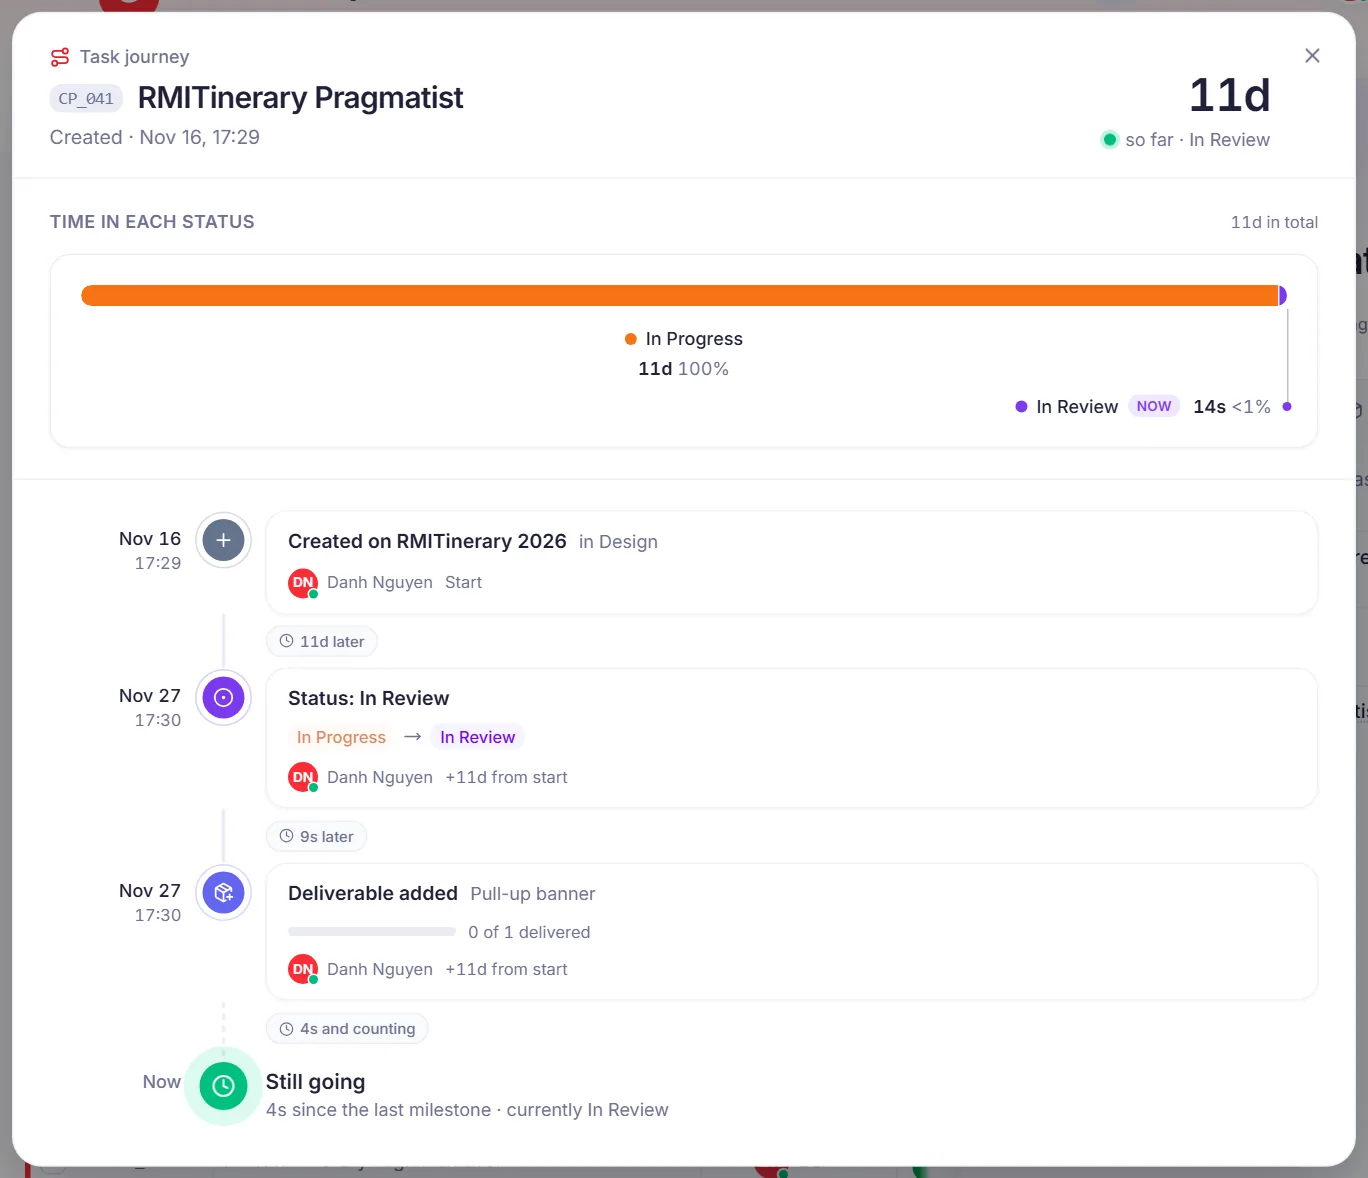 Task journey
CP_041 RMITinerary Pragmatist
Created · Nov 16, 17:29
11d
so far · In Review
TIME IN EACH STATUS
11d in total
In Progress
11d 100%
In Review NOW 14s <1%
Nov 16
17:29
Created on RMITinerary 2026 in Design
DN Danh Nguyen Start
11d later
Nov 27
17:30
Status: In Review
In Progress → In Review
DN Danh Nguyen +11d from start
9s later
Nov 27
17:30
Deliverable added Pull-up banner
0 of 1 delivered
DN Danh Nguyen +11d from start
4s and counting
Now
Still going
4s since the last milestone · currently In Review